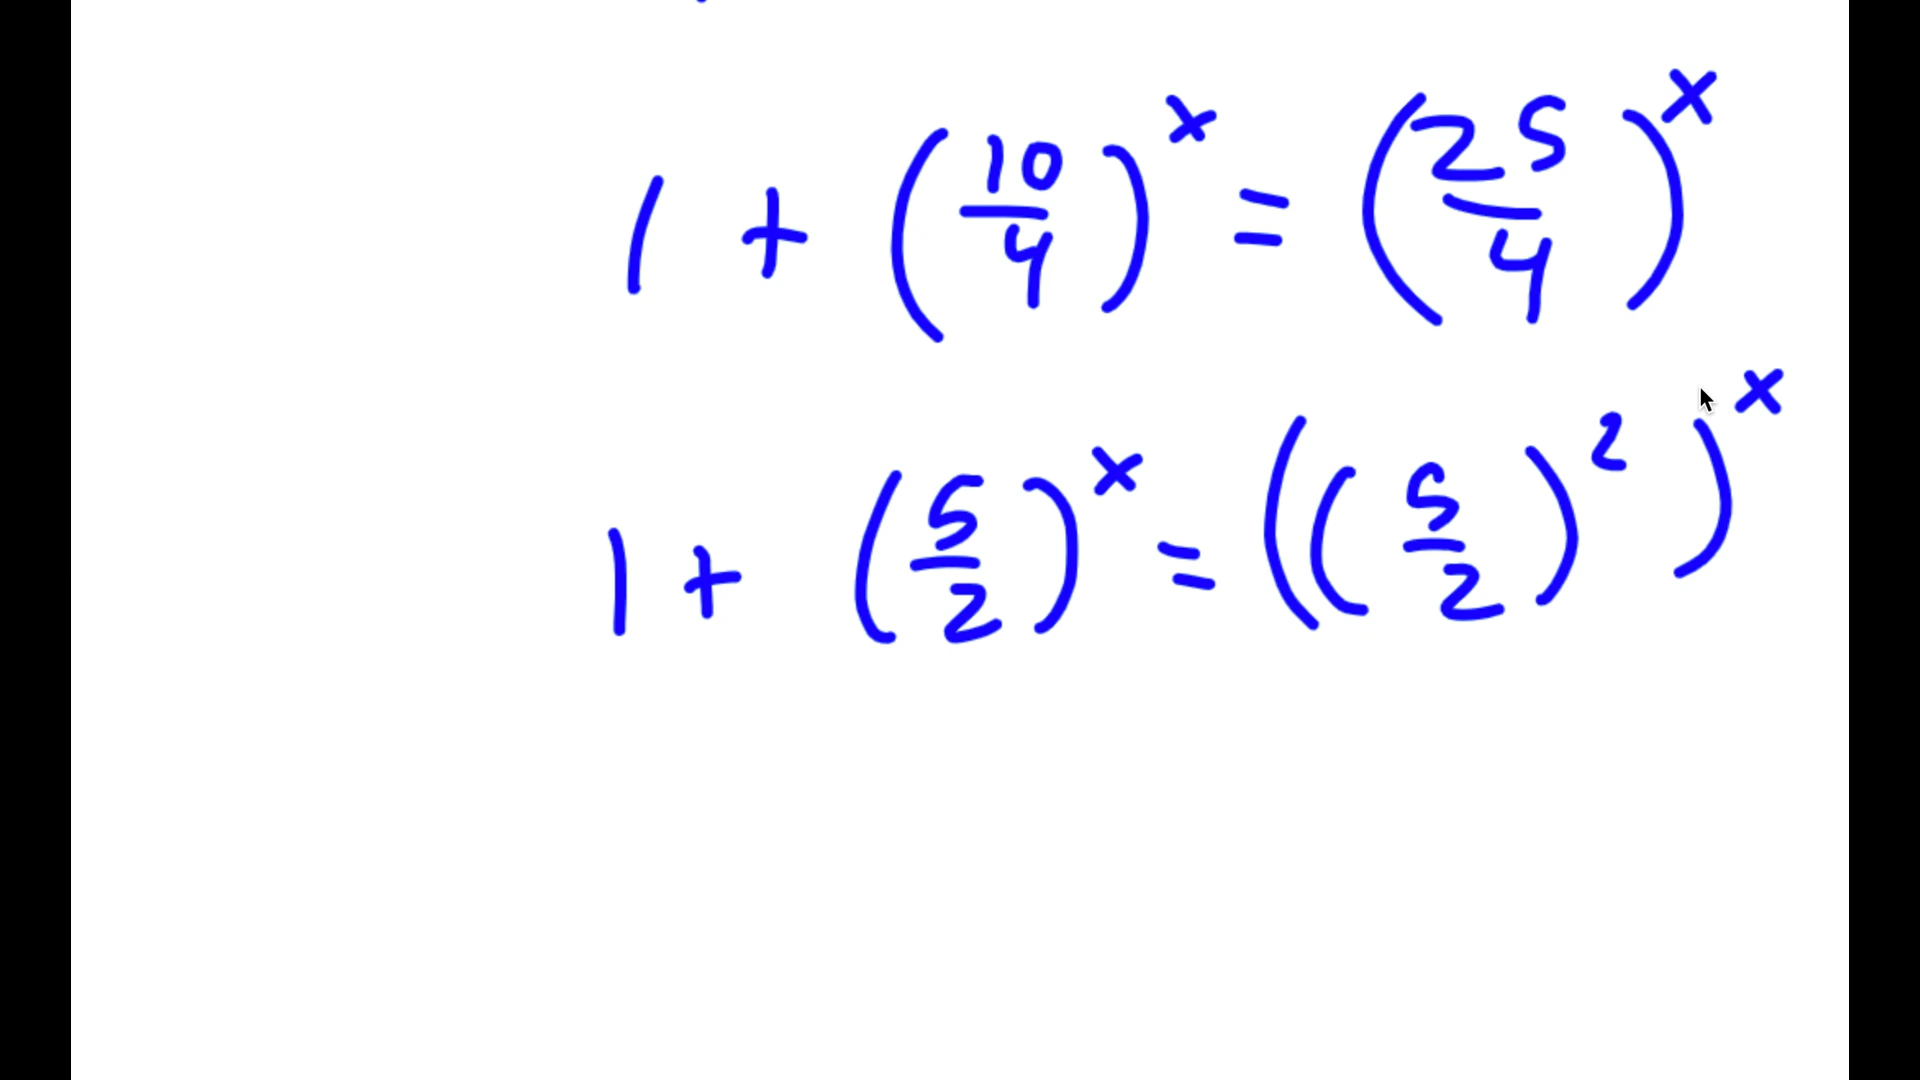 1 + (10/4)^x = (25/4)^x
1 + (5/2)^x = ((5/2)^2)^x